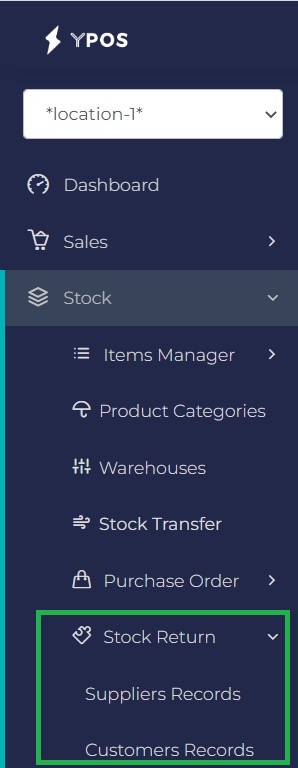 YPOS
*location-1*
Dashboard
Sales
Stock
Items Manager
Product Categories
Warehouses
Stock Transfer
Purchase Order
Stock Return
Suppliers Records
Customers Records